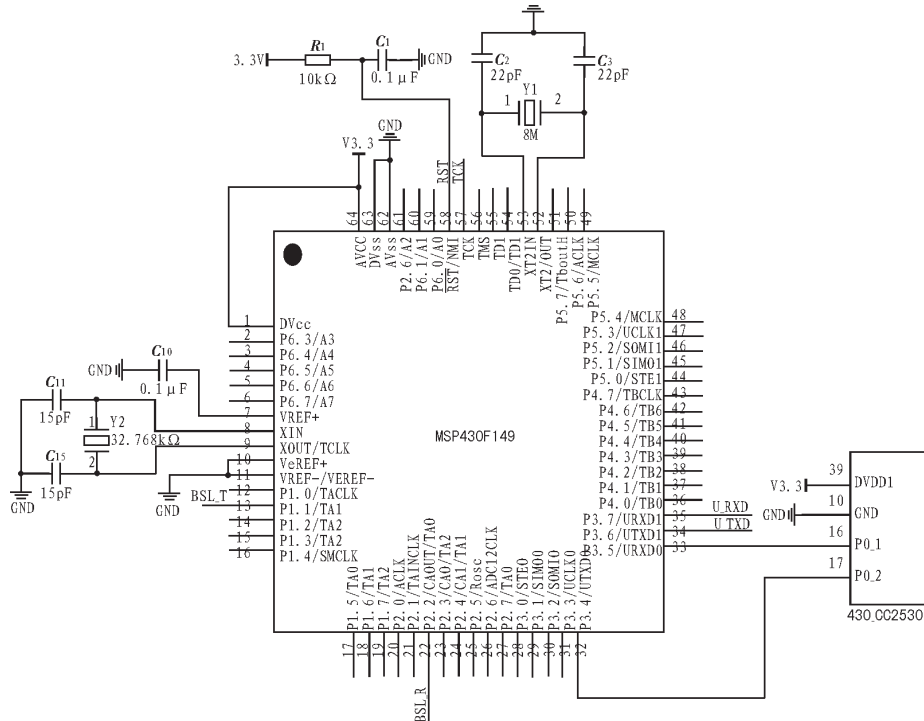 3.3V
R1
10kΩ
C1
0.1μF
GND
C2
22pF
C3
22pF
Y1
1
2
8M
V3.3
GND
RST
TCK
64
63
62
61
60
59
58
57
56
55
54
53
52
51
50
49
AVCC
DVss
AVss
P2.6/A2
P6.1/A1
P6.0/A0
RST/NMI
TCK
TMS
TD1
TD0/TD1
XT2IN
XT2/OUT
P5.7/TboutH
P5.6/ACLK
P5.5/MCLK
1 DVcc
2 P6.3/A3
3 P6.4/A4
4 P6.5/A5
5 P6.6/A6
6 P6.7/A7
7 VREF+
8 XIN
9 XOUT/TCLK
10 VeREF+
11 VREF-/VEREF-
12 P1.0/TACLK
13 P1.1/TA1
14 P1.2/TA2
15 P1.3/TA2
16 P1.4/SMCLK
C10
GND
0.1μF
C11
15pF
1
Y2
32.768kΩ
2
C15
15pF
GND
GND
BSL_T
MSP430F149
P5.4/MCLK 48
P5.3/UCLK1 47
P5.2/SOMI1 46
P5.1/SIMO1 45
P5.0/STE1 44
P4.7/TBCLK 43
P4.6/TB6 42
P4.5/TB5 41
P4.4/TB4 40
P4.3/TB3 39
P4.2/TB2 38
P4.1/TB1 37
P4.0/TB0 36
P3.7/URXD1 35
P3.6/UTXD1 34
P3.5/URXD0 33
U_RXD
U_TXD
V3.3
39
DVDD1
GND
10
GND
16
P0_1
17
P0_2
430_CC2530
P1.5/TA0
P1.6/TA1
P1.7/TA2
P2.0/ACLK
P2.1/TAINCLK
P2.2/CAOUT/TAO
P2.3/CA0/TA2
P2.4/CA1/TA1
P2.5/Rosc
P2.6/ADC12CLK
P2.7/TA0
P3.0/STE0
P3.1/SIMO0
P3.2/SOMIO
P3.3/UCLK0
P3.4/UTXD0
17
18
19
20
21
22
23
24
25
26
27
28
29
30
31
32
BSL_R